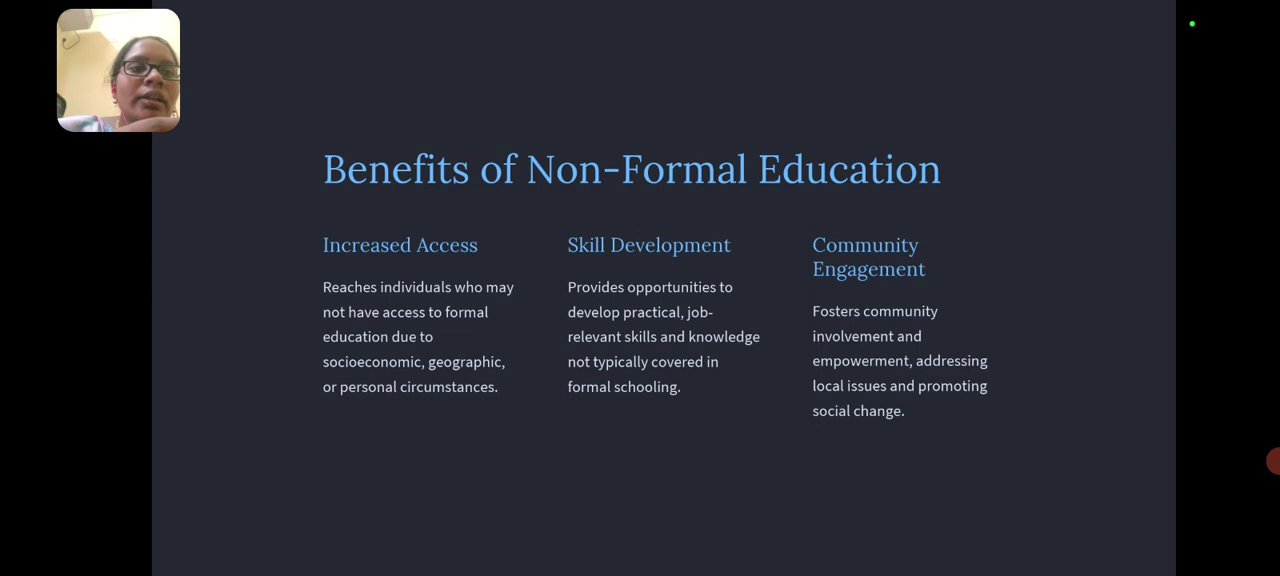 Benefits of Non-Formal Education
Increased Access
Reaches individuals who may
not have access to formal
education due to
socioeconomic, geographic,
or personal circumstances.
Skill Development
Provides opportunities to
develop practical, job-
relevant skills and knowledge
not typically covered in
formal schooling.
Community
Engagement
Fosters community
involvement and
empowerment, addressing
local issues and promoting
social change.